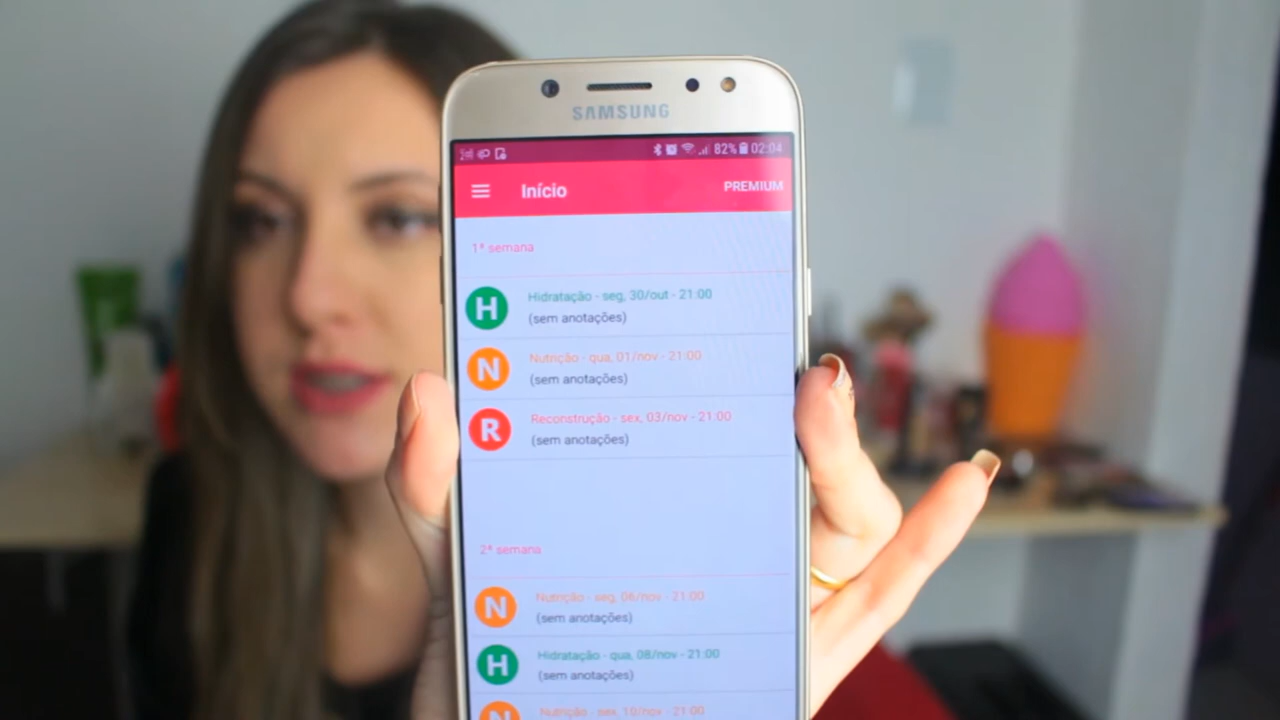 SAMSUNG
82% 02:04
Início PREMIUM
1ª semana
H
Hidratação - seg, 30/out - 21:00
(sem anotações)
N
Nutrição - qua, 01/nov - 21:00
(sem anotações)
R
Reconstrução - sex, 03/nov - 21:00
(sem anotações)
2ª semana
N
Nutrição - seg, 06/nov - 21:00
(sem anotações)
H
Hidratação - qua, 08/nov - 21:00
(sem anotações)
N
Nutrição - sex, 10/nov - 21:00